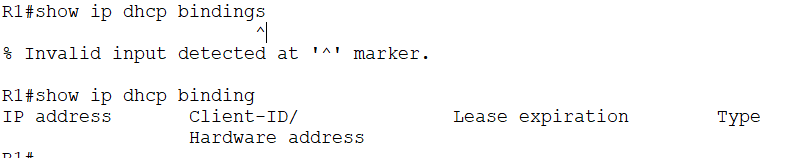 R1#show ip dhcp bindings
^
% Invalid input detected at '^' marker.
R1#show ip dhcp binding
IP address Client-ID/ Lease expiration Type
Hardware address
R1#